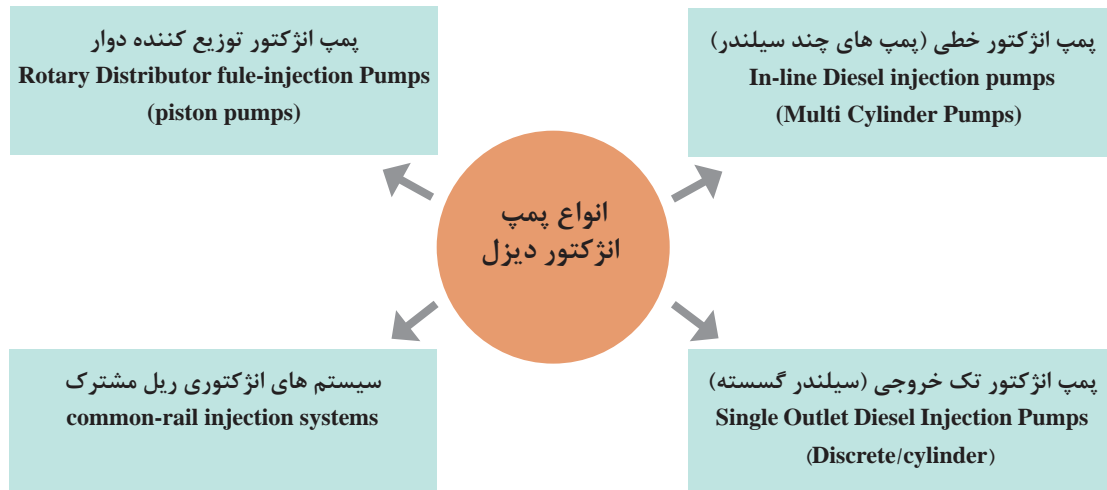 پمپ انژکتور خطی (پمپ های چند سیلندر)
In-line Diesel injection pumps
(Multi Cylinder Pumps)
پمپ انژکتور توزیع کننده دوار
Rotary Distributor fule-injection Pumps
(piston pumps)
انواع پمپ
انژکتور دیزل
پمپ انژکتور تک خروجی (سیلندر گسسته)
Single Outlet Diesel Injection Pumps
(Discrete/cylinder)
سیستم های انژکتوری ریل مشترک
common-rail injection systems